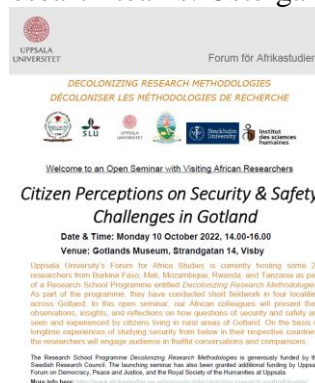 UPPSALA
UNIVERSITET
Forum för Afrikastudier
DECOLONIZING RESEARCH METHODOLOGIES
DÉCOLONISER LES MÉTHODOLOGIES DE RECHERCHE
SLU
UPPSALA
UNIVERSITET
Stockholm
University
Institut
des sciences
humaines
Welcome to an Open Seminar with Visiting African Researchers
Citizen Perceptions on Security & Safety
Challenges in Gotland
Date & Time: Monday 10 October 2022, 14.00-16.00
Venue: Gotlands Museum, Strandgatan 14, Visby
Uppsala University's Forum for Africa Studies is currently hosting some 2
researchers from Burkina Faso, Mali, Mozambique, Rwanda, and Tanzania as par
of a Research School Programme entitled Decolonizing Research Methodologies
As part of the programme, they have conducted short fieldwork in four localitie
across Gotland. In this open seminar, our African colleagues will present the
observations, insights, and reflections on how questions of security and safety a
seen and experienced by citizens living in rural areas of Gotland. On the basis o
longtime experiences of studying security from below in their respective countries
the researchers will engage audience in fruitful conversations and comparisons.
The Research School Programme Decolonizing Research Methodologies is generously funded by th
Swedish Research Council. The launching seminar has also been granted additional funding by Uppsal
Forum on Democracy, Peace and Justice, and the Royal Society of the Humanities at Uppsala.
More info here: